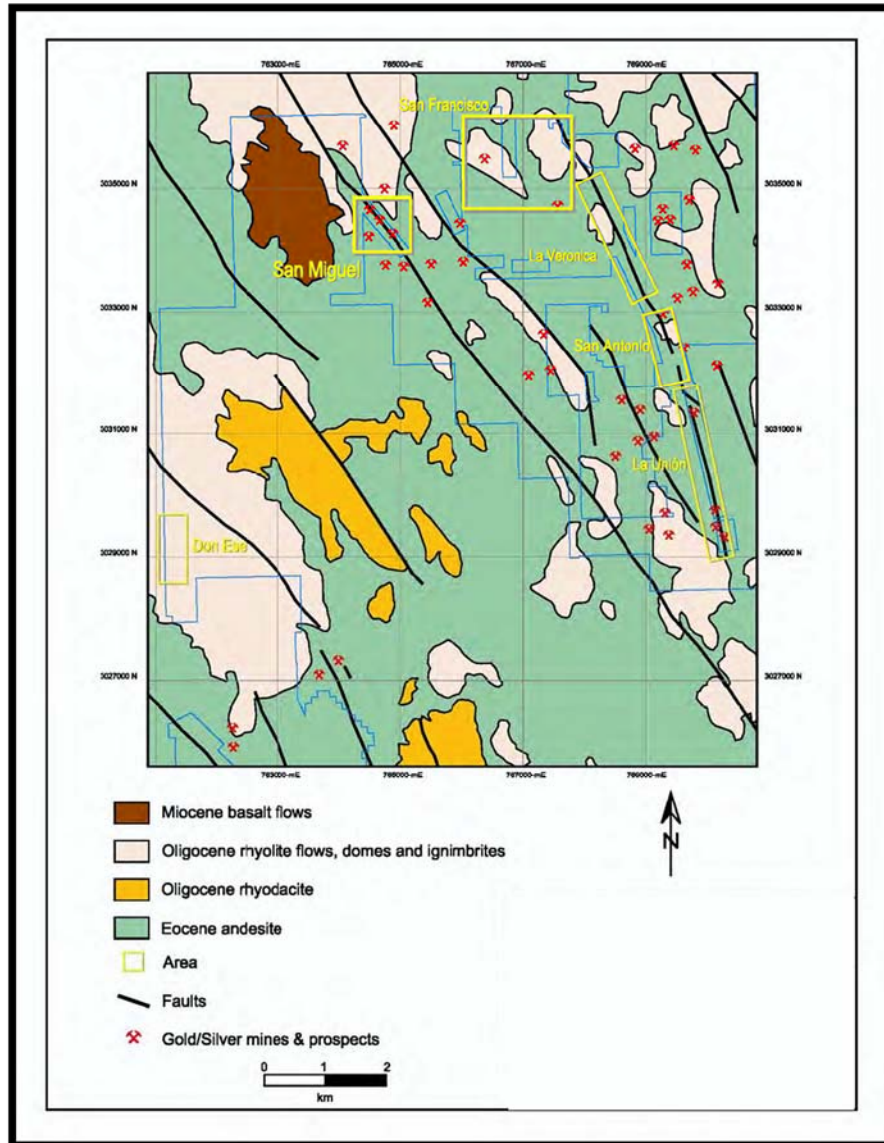 763000-mE 765000-mE 767000-mE 769000-mE
San Francisco
3035000 N 3035000 N
La Veronica
San Miguel
3033000 N 3033000 N
San Antonio
3031000 N 3031000 N
La Unión
Don Ese
3029000 N 3029000 N
3027000 N 3027000 N
763000-mE 765000-mE 767000-mE 769000-mE
Miocene basalt flows
N
Oligocene rhyolite flows, domes and ignimbrites
Oligocene rhyodacite
Eocene andesite
Area
Faults
Gold/Silver mines & prospects
0 1 2
km